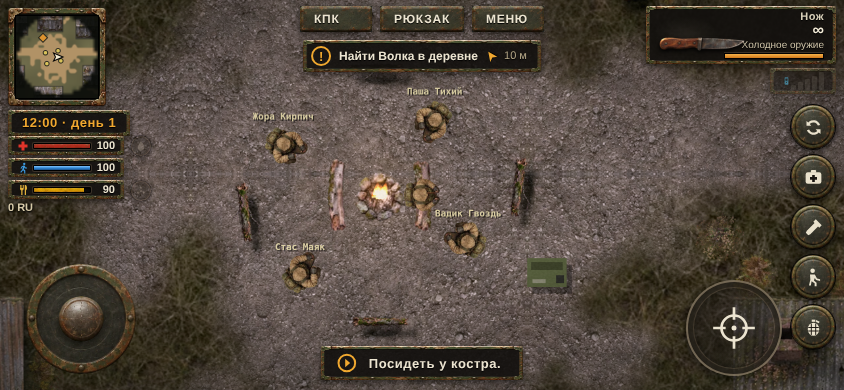 КПК
РЮКЗАК
МЕНЮ
Нож
∞
Холодное оружие
! Найти Волка в деревне 10 м
12:00 · день 1
100
100
90
0 RU
Паша Тихий
Жора Кирпич
Вадик Гвоздь
Стас Маяк
Посидеть у костра.